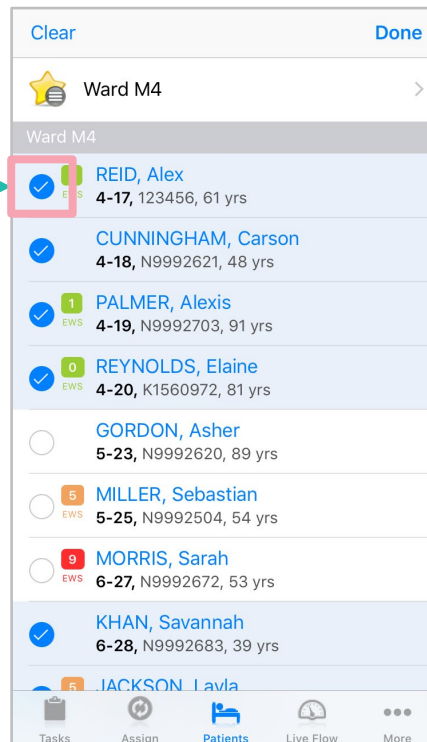 Clear Done
Ward M4
Ward M4
REID, Alex
EWS 4-17, 123456, 61 yrs
CUNNINGHAM, Carson
4-18, N9992621, 48 yrs
1 PALMER, Alexis
EWS 4-19, N9992703, 91 yrs
0 REYNOLDS, Elaine
EWS 4-20, K1560972, 81 yrs
GORDON, Asher
5-23, N9992620, 89 yrs
5 MILLER, Sebastian
EWS 5-25, N9992504, 54 yrs
9 MORRIS, Sarah
EWS 6-27, N9992672, 53 yrs
KHAN, Savannah
6-28, N9992683, 39 yrs
5 JACKSON, Layla
Tasks Assign Patients Live Flow More